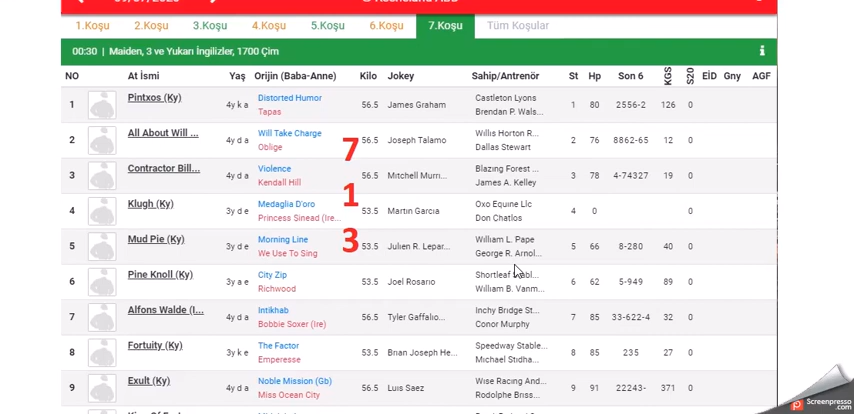 1.Koşu 2.Koşu 3.Koşu 4.Koşu 5.Koşu 6.Koşu 7.Koşu Tüm Koşular
00:30 | Maiden, 3 ve Yukarı İngilizler, 1700 Çim
NO At İsmi Yaş Orijin (Baba-Anne) Kilo Jokey Sahip/Antrenör St Hp Son 6 KGS S20 EİD Gny AGF
1 Pintxos (Ky) 4y k a Distorted Humor 56.5 James Graham Castleton Lyons 1 80 2556-2 126 0
Tapas Brendan P. Wals...
2 All About Will ... 4y d a Will Take Charge 56.5 Joseph Talamo Willis Horton R... 2 76 8862-65 12 0
Oblige Dallas Stewart
7
3 Contractor Bill... 4y d a Violence 56.5 Mitchell Murri... Blazing Forest ... 3 78 4-74327 19 0
Kendall Hill James A. Kelley
1
4 Klugh (Ky) 3y d e Medaglia D'oro 53.5 Martin Garcia Oxo Equine Llc 4 0 0
Princess Sinead (Ire... Don Chatlos
3
5 Mud Pie (Ky) 3y d e Morning Line 53.5 Julien R. Lepar... William L. Pape 5 66 8-280 40 0
We Use To Sing George R. Arnol...
6 Pine Knoll (Ky) 3y a e City Zip 53.5 Joel Rosario Shortleaf 6 62 5-949 89 0
Richwood William B. Vanm...
7 Alfons Walde (I... 4y d a Intikhab 56.5 Tyler Gaffalio... Inchy Bridge St... 7 85 33-622-4 32 0
Bobbie Soxer (Ire) Conor Murphy
8 Fortuity (Ky) 3y k e The Factor 53.5 Brian Joseph He... Speedway Stable... 8 85 235 27 0
Emperesse Michael Stidha...
9 Exult (Ky) 4y d a Noble Mission (Gb) 56.5 Luis Saez Wise Racing And... 9 91 22243- 371 0
Miss Ocean City Rodolphe Briss...
Screenpresso
.com